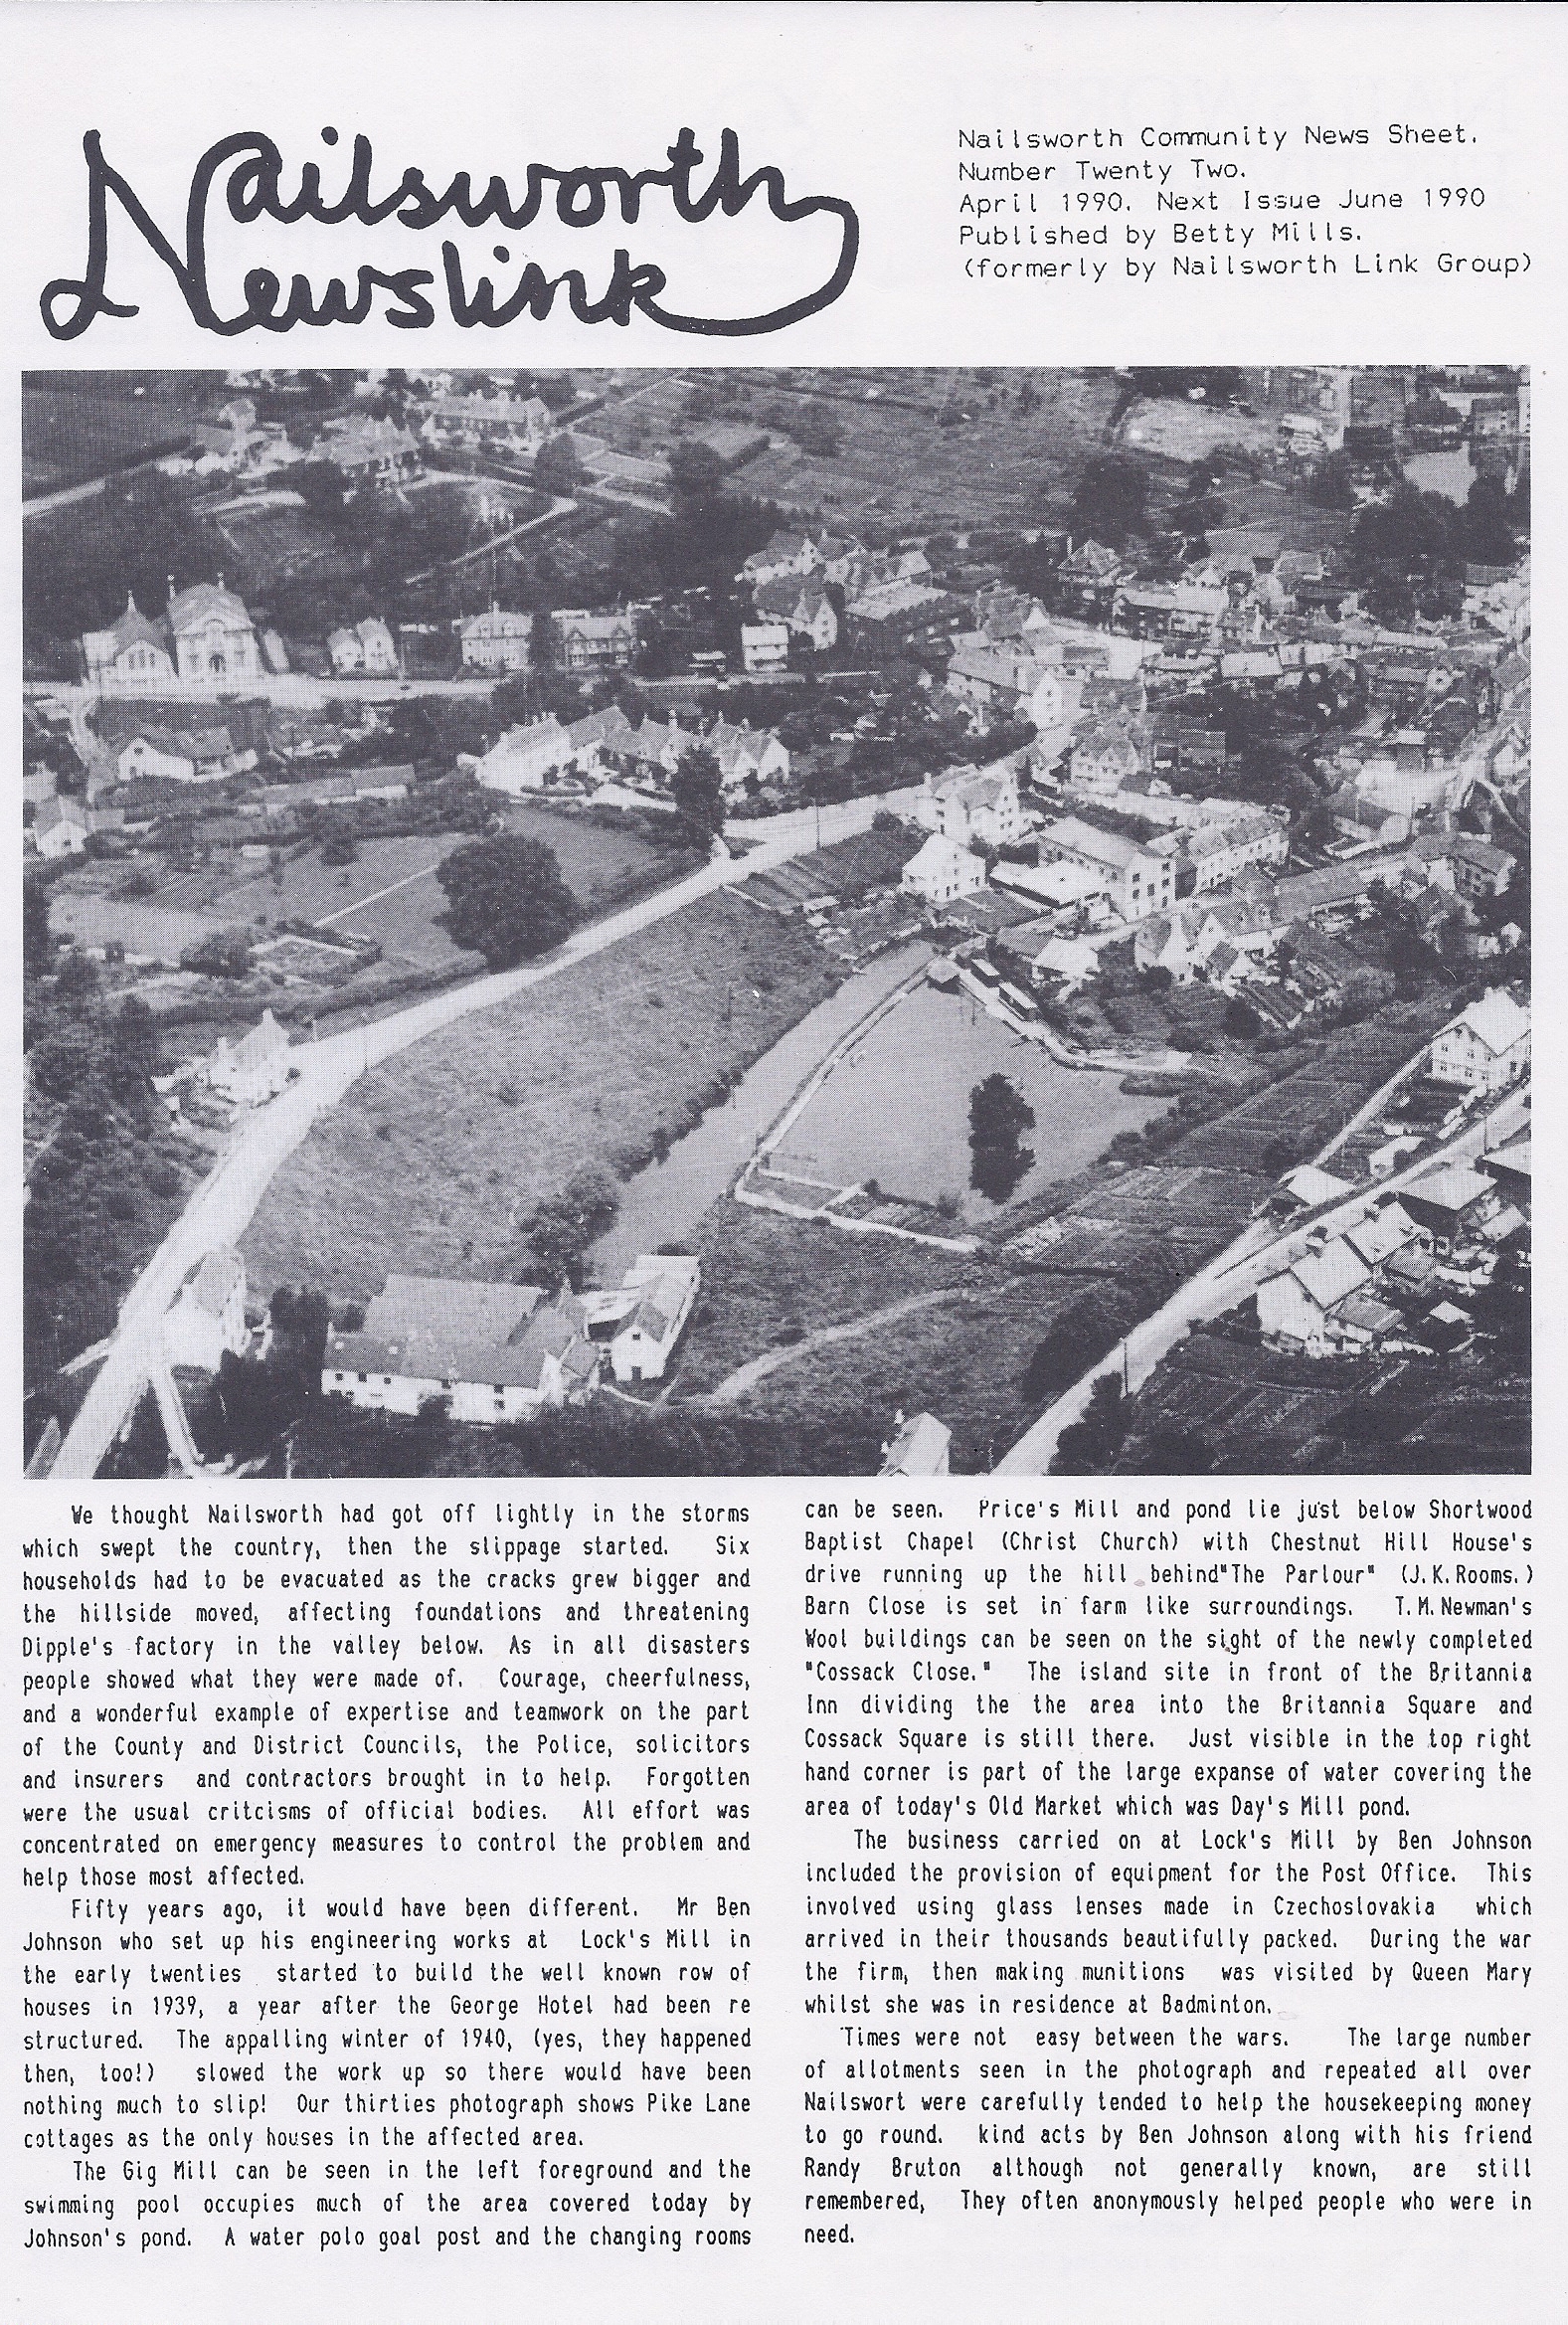 Nailsworth
Newslink
Nailsworth Community News Sheet.
Number Twenty Two.
April 1990. Next Issue June 1990
Published by Betty Mills.
(formerly by Nailsworth Link Group)
We thought Nailsworth had got off lightly in the storms
which swept the country, then the slippage started. Six
households had to be evacuated as the cracks grew bigger and
the hillside moved, affecting foundations and threatening
Dipple's factory in the valley below. As in all disasters
people showed what they were made of. Courage, cheerfulness,
and a wonderful example of expertise and teamwork on the part
of the County and District Councils, the Police, solicitors
and insurers and contractors brought in to help. Forgotten
were the usual critcisms of official bodies. All effort was
concentrated on emergency measures to control the problem and
help those most affected.
Fifty years ago, it would have been different. Mr Ben
Johnson who set up his engineering works at Lock's Mill in
the early twenties started to build the well known row of
houses in 1939, a year after the George Hotel had been re
structured. The appalling winter of 1940, (yes, they happened
then, too!) slowed the work up so there would have been
nothing much to slip! Our thirties photograph shows Pike Lane
cottages as the only houses in the affected area.
The Gig Mill can be seen in the left foreground and the
swimming pool occupies much of the area covered today by
Johnson's pond. A water polo goal post and the changing rooms
can be seen. Price's Mill and pond lie just below Shortwood
Baptist Chapel (Christ Church) with Chestnut Hill House's
drive running up the hill behind"The Parlour" (J.K.Rooms.)
Barn Close is set in farm like surroundings. T.M.Newman's
Wool buildings can be seen on the sight of the newly completed
"Cossack Close." The island site in front of the Britannia
Inn dividing the the area into the Britannia Square and
Cossack Square is still there. Just visible in the top right
hand corner is part of the large expanse of water covering the
area of today's Old Market which was Day's Mill pond.
The business carried on at Lock's Mill by Ben Johnson
included the provision of equipment for the Post Office. This
involved using glass lenses made in Czechoslovakia which
arrived in their thousands beautifully packed. During the war
the firm, then making munitions was visited by Queen Mary
whilst she was in residence at Badminton.
Times were not easy between the wars. The large number
of allotments seen in the photograph and repeated all over
Nailswort were carefully tended to help the housekeeping money
to go round. kind acts by Ben Johnson along with his friend
Randy Bruton although not generally known, are still
remembered, They often anonymously helped people who were in
need.